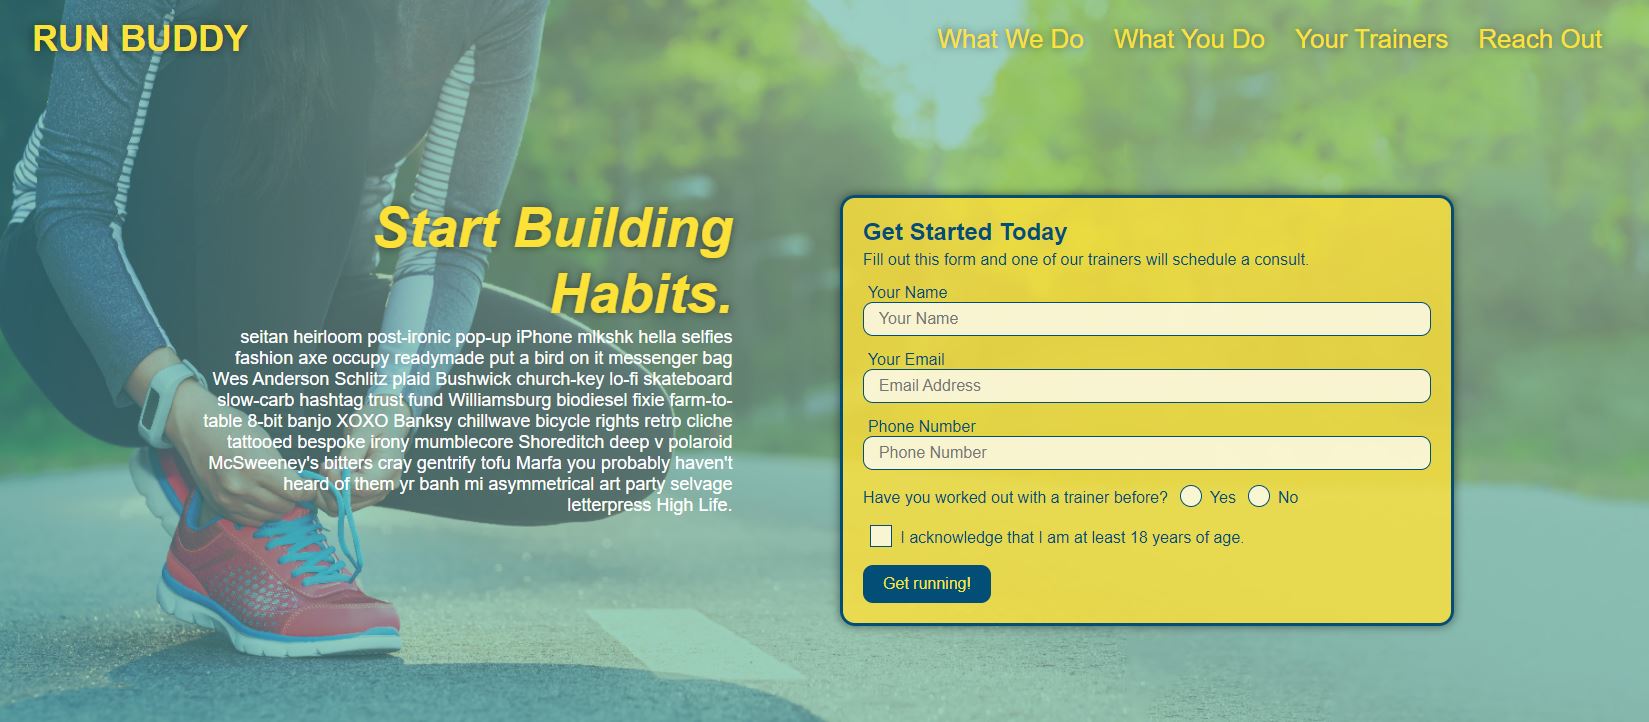 RUN BUDDY
What We Do
What You Do
Your Trainers
Reach Out
Start Building
Habits.
seitan heirloom post-ironic pop-up iPhone mlkshk hella selfies
fashion axe occupy readymade put a bird on it messenger bag
Wes Anderson Schlitz plaid Bushwick church-key lo-fi skateboard
slow-carb hashtag trust fund Williamsburg biodiesel fixie farm-to-
table 8-bit banjo XOXO Banksy chillwave bicycle rights retro cliche
tattooed bespoke irony mumblecore Shoreditch deep v polaroid
McSweeney's bitters cray gentrify tofu Marfa you probably haven't
heard of them yr banh mi asymmetrical art party selvage
letterpress High Life.
Get Started Today
Fill out this form and one of our trainers will schedule a consult.
Your Name
Your Name
Your Email
Email Address
Phone Number
Phone Number
Have you worked out with a trainer before? Yes No
I acknowledge that I am at least 18 years of age.
Get running!